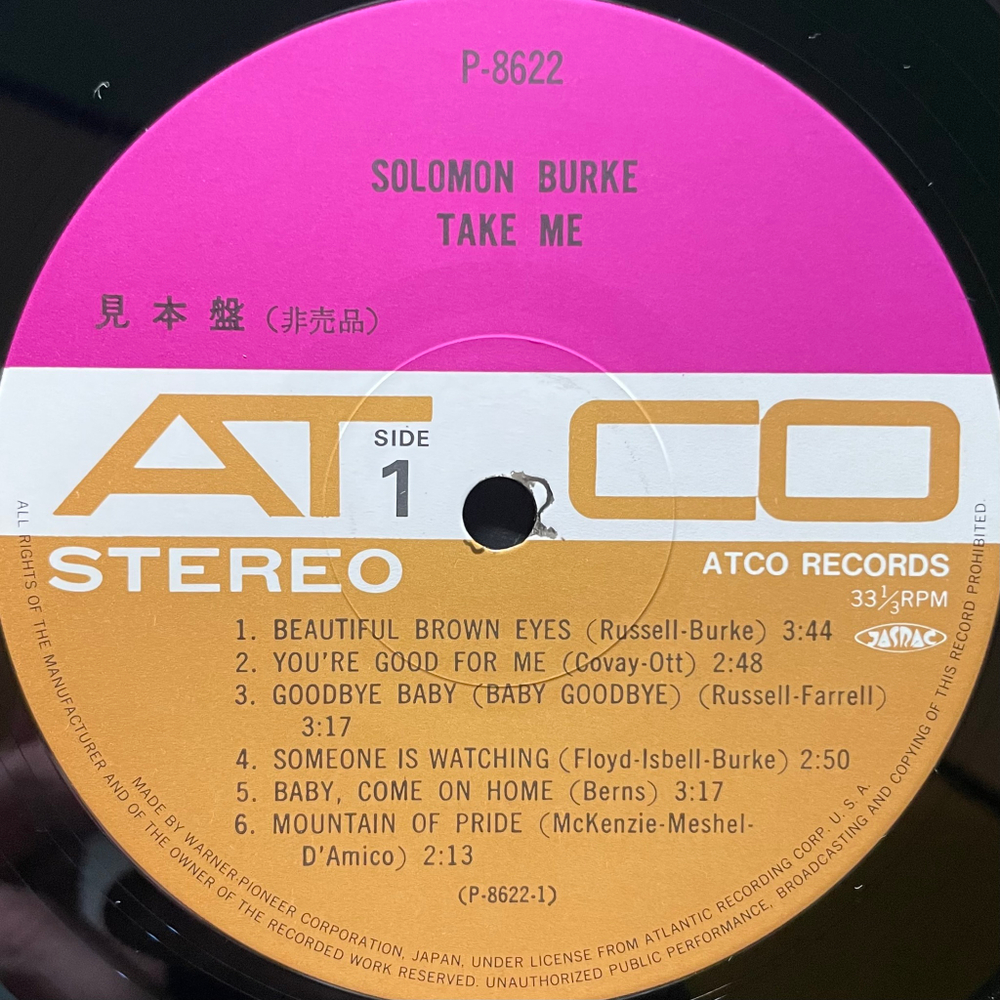 P-8622
SOLOMON BURKE
TAKE ME
見本盤(非売品)
ATCO
SIDE
1
STEREO
ATCO RECORDS
33⅓RPM
JASRAC
1. BEAUTIFUL BROWN EYES (Russell-Burke) 3:44
2. YOU'RE GOOD FOR ME (Covay-Ott) 2:48
3. GOODBYE BABY (BABY GOODBYE) (Russell-Farrell)
3:17
4. SOMEONE IS WATCHING (Floyd-Isbell-Burke) 2:50
5. BABY, COME ON HOME (Berns) 3:17
6. MOUNTAIN OF PRIDE (McKenzie-Meshel-
D'Amico) 2:13
(P-8622-1)
MADE BY WARNER-PIONEER CORPORATION, JAPAN, UNDER LICENSE FROM ATLANTIC RECORDING CORP. U. S. A.
ALL RIGHTS OF THE MANUFACTURER AND OF THE OWNER OF THE RECORDED WORK RESERVED. UNAUTHORIZED PUBLIC PERFORMANCE, BROADCASTING AND COPYING OF THIS RECORD PROHIBITED.